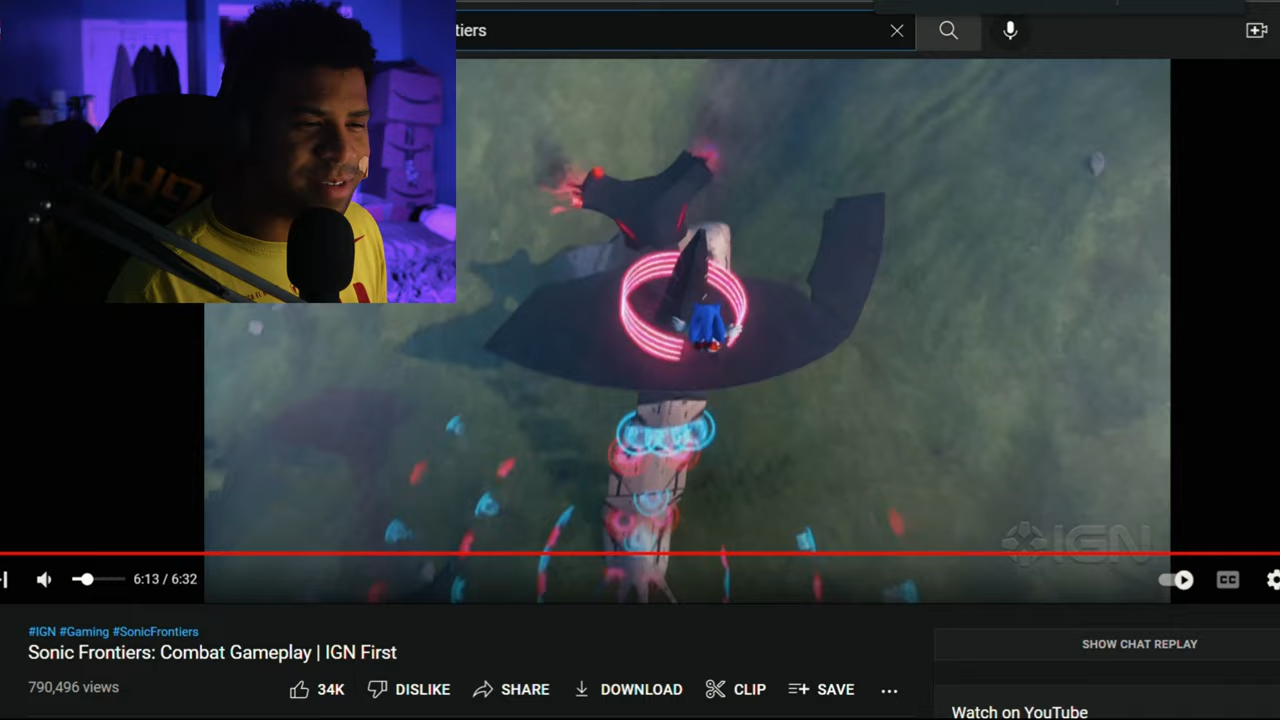 tiers
IGN
6:13 / 6:32
CC
#IGN #Gaming #SonicFrontiers
Sonic Frontiers: Combat Gameplay | IGN First
790,496 views
34K
DISLIKE
SHARE
DOWNLOAD
CLIP
SAVE
SHOW CHAT REPLAY
Watch on YouTube